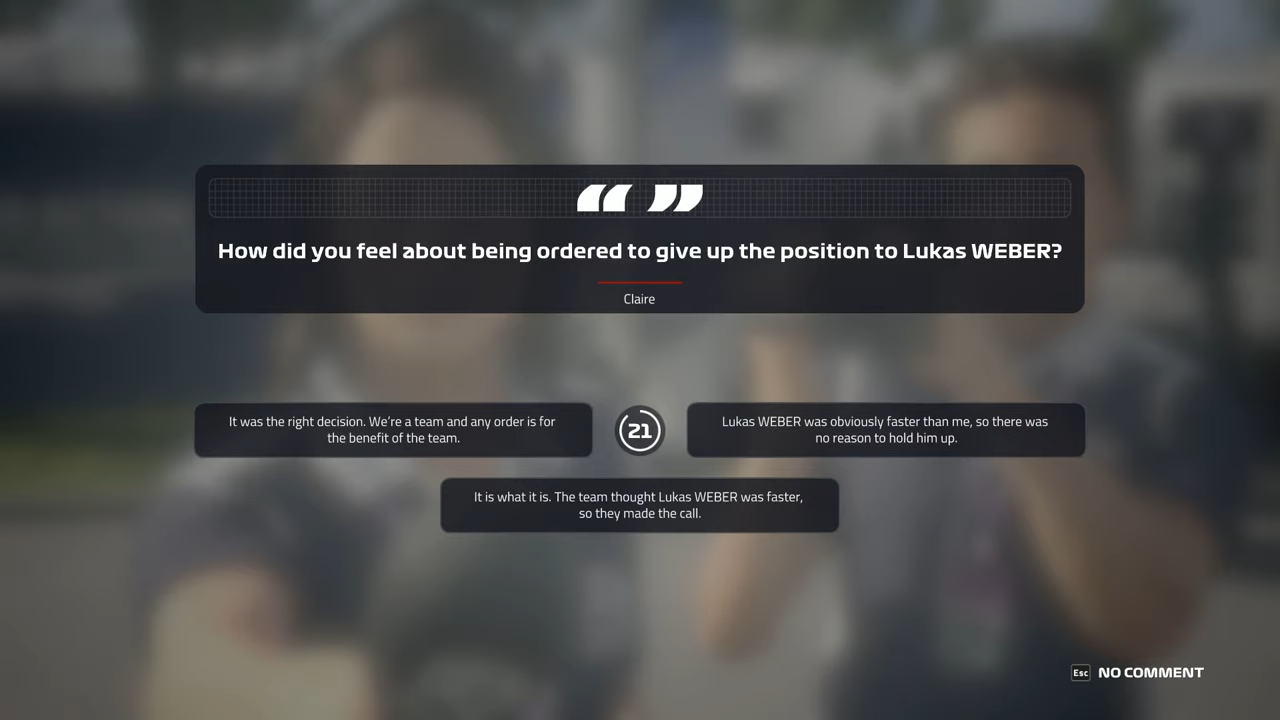 “ ”
How did you feel about being ordered to give up the position to Lukas WEBER?
Claire
It was the right decision. We’re a team and any order is for
the benefit of the team.
21
Lukas WEBER was obviously faster than me, so there was
no reason to hold him up.
It is what it is. The team thought Lukas WEBER was faster,
so they made the call.
Esc NO COMMENT